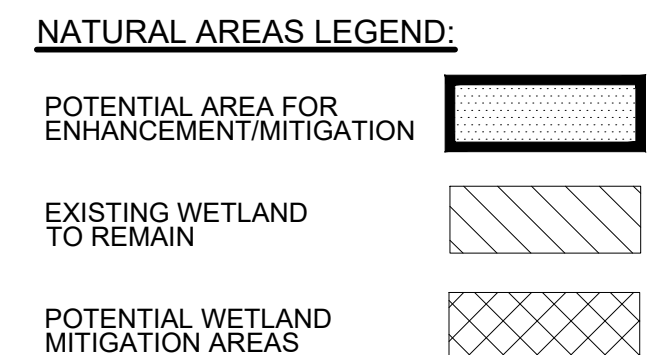 NATURAL AREAS LEGEND:
POTENTIAL AREA FOR
ENHANCEMENT/MITIGATION
EXISTING WETLAND
TO REMAIN
POTENTIAL WETLAND
MITIGATION AREAS